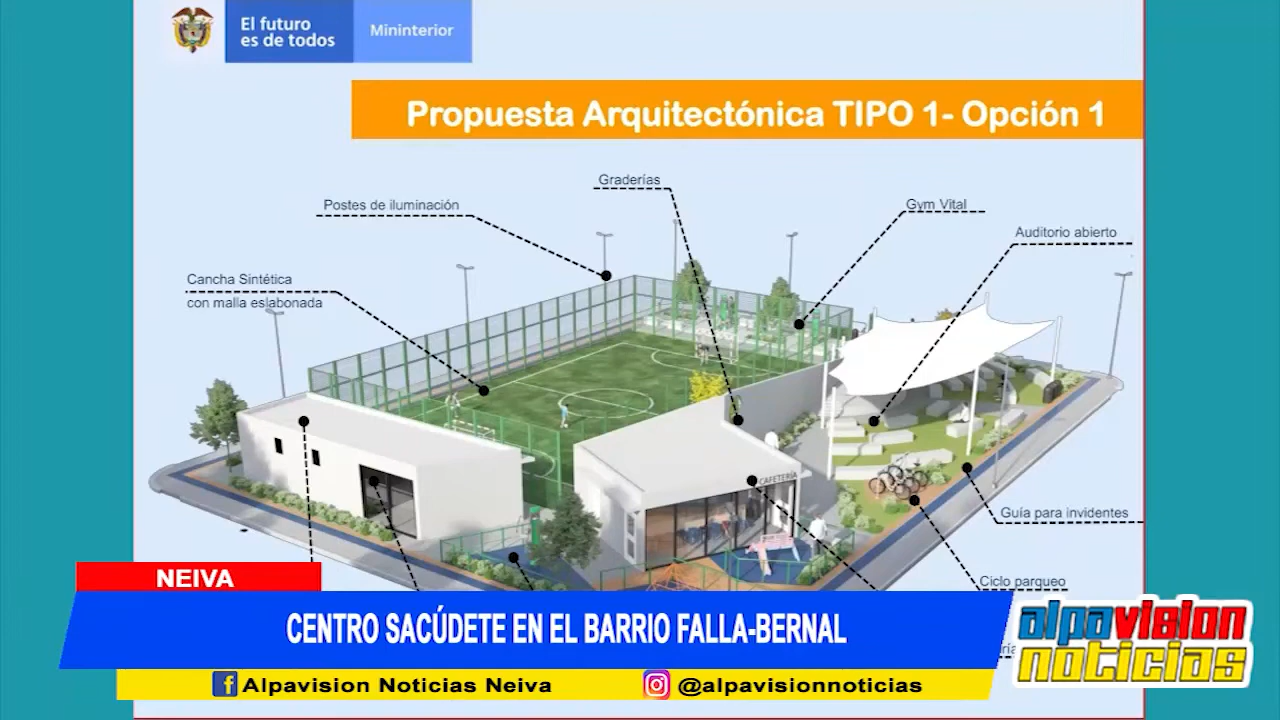 El futuro
es de todos
Mininterior
Propuesta Arquitectónica TIPO 1- Opción 1
Graderías
Postes de iluminación
Gym Vital
Auditorio abierto
Cancha Sintética
con malla eslabonada
CAFETERÍA
Guía para invidentes
Ciclo parqueo
NEIVA
CENTRO SACÚDETE EN EL BARRIO FALLA-BERNAL
alpavision
noticias
Alpavision Noticias Neiva
@alpavisionnoticias